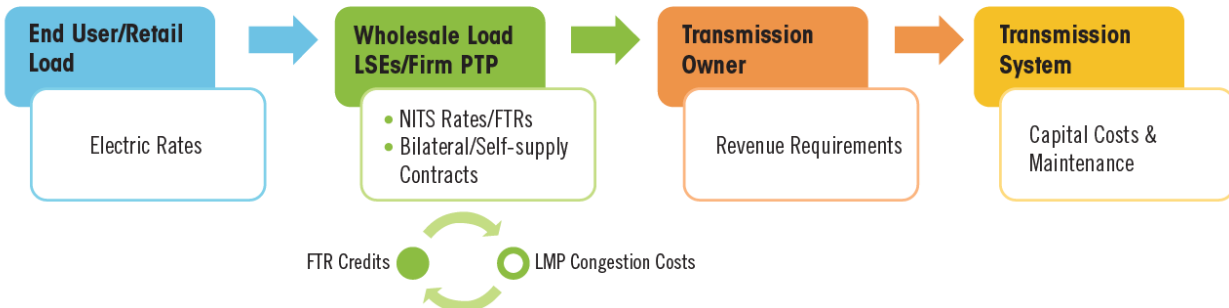 End User/Retail
Load
Electric Rates
Wholesale Load
LSEs/Firm PTP
• NITS Rates/FTRs
• Bilateral/Self-supply
Contracts
Transmission
Owner
Revenue Requirements
Transmission
System
Capital Costs &
Maintenance
FTR Credits
LMP Congestion Costs